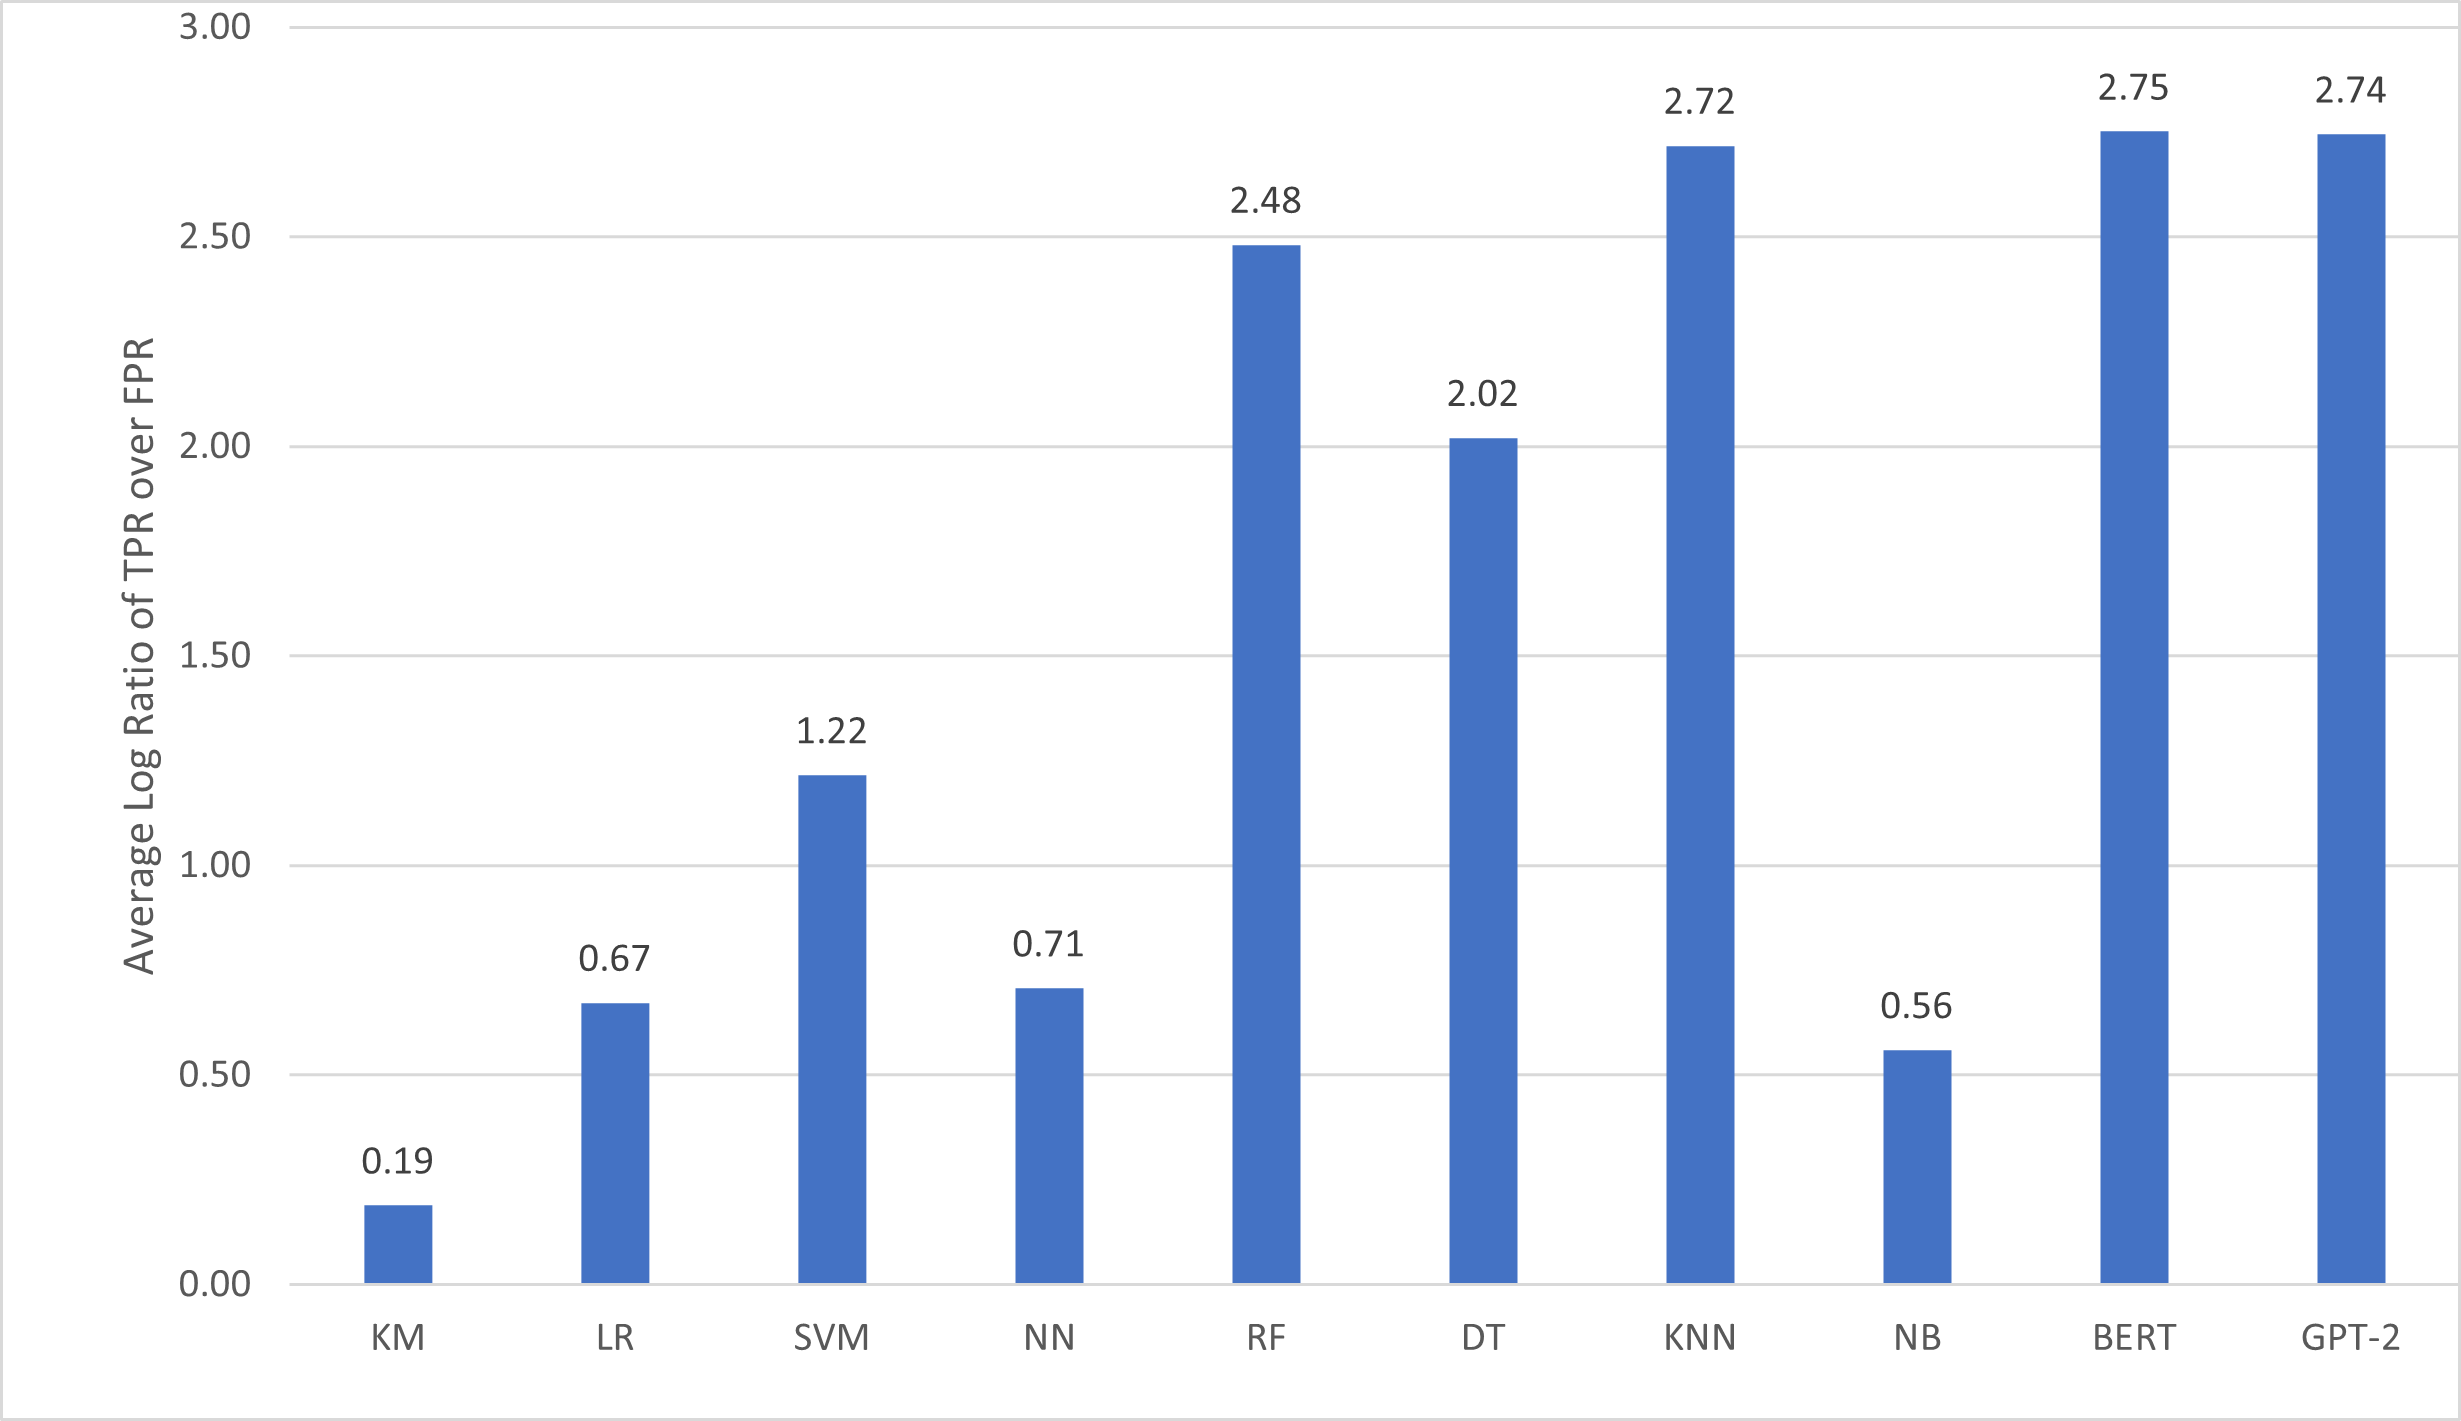 Average Log Ratio of TPR over FPR
3.00
2.50
2.00
1.50
1.00
0.50
0.00
0.19
0.67
1.22
0.71
2.48
2.02
2.72
0.56
2.75
2.74
KM
LR
SVM
NN
RF
DT
KNN
NB
BERT
GPT-2